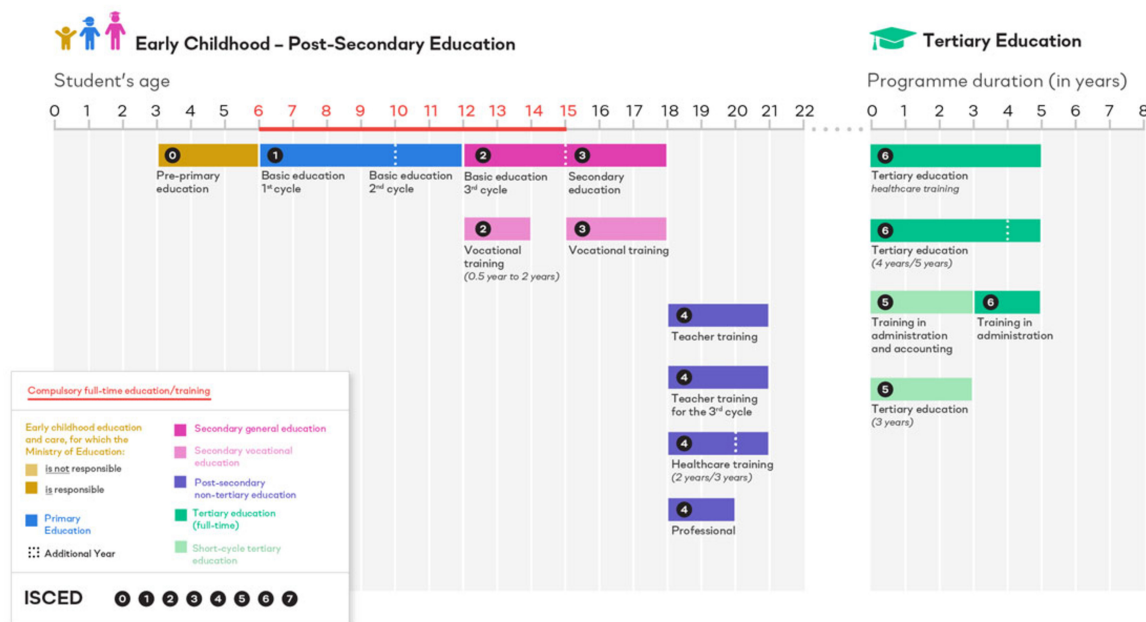 Early Childhood – Post-Secondary Education
Student's age
0 1 2 3 4 5 6 7 8 9 10 11 12 13 14 15 16 17 18 19 20 21 22
0
Pre-primary
education
1
Basic education
1st cycle
Basic education
2nd cycle
2
Basic education
3rd cycle
3
Secondary
education
2
Vocational
training
(0.5 year to 2 years)
3
Vocational training
4
Teacher training
4
Teacher training
for the 3rd cycle
4
Healthcare training
(2 years/3 years)
4
Professional
Tertiary Education
Programme duration (in years)
0 1 2 3 4 5 6 7 8
6
Tertiary education
healthcare training
6
Tertiary education
(4 years/5 years)
5
Training in
administration
and accounting
6
Training in
administration
5
Tertiary education
(3 years)
Compulsory full-time education/training
Early childhood education
and care, for which the
Ministry of Education:
is not responsible
is responsible
Primary
Education
Additional Year
Secondary general education
Secondary vocational
education
Post-secondary
non-tertiary education
Tertiary education
(full-time)
Short-cycle tertiary
education
ISCED 0 1 2 3 4 5 6 7